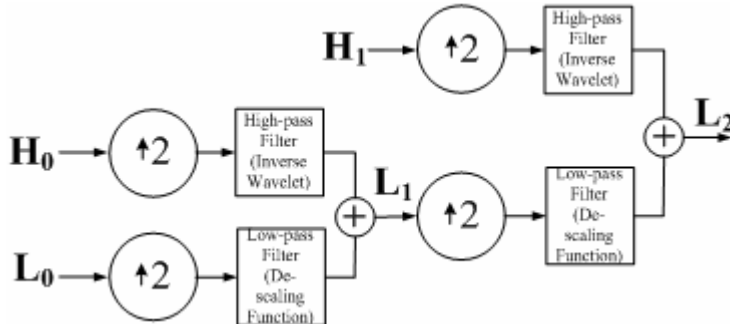 H1
↑2
High-pass
Filter
(Inverse
Wavelet)
L2
H0
↑2
High-pass
Filter
(Inverse
Wavelet)
L1
↑2
Low-pass
Filter
(De-
scaling
Function)
L0
↑2
Low-pass
Filter
(De-
scaling
Function)